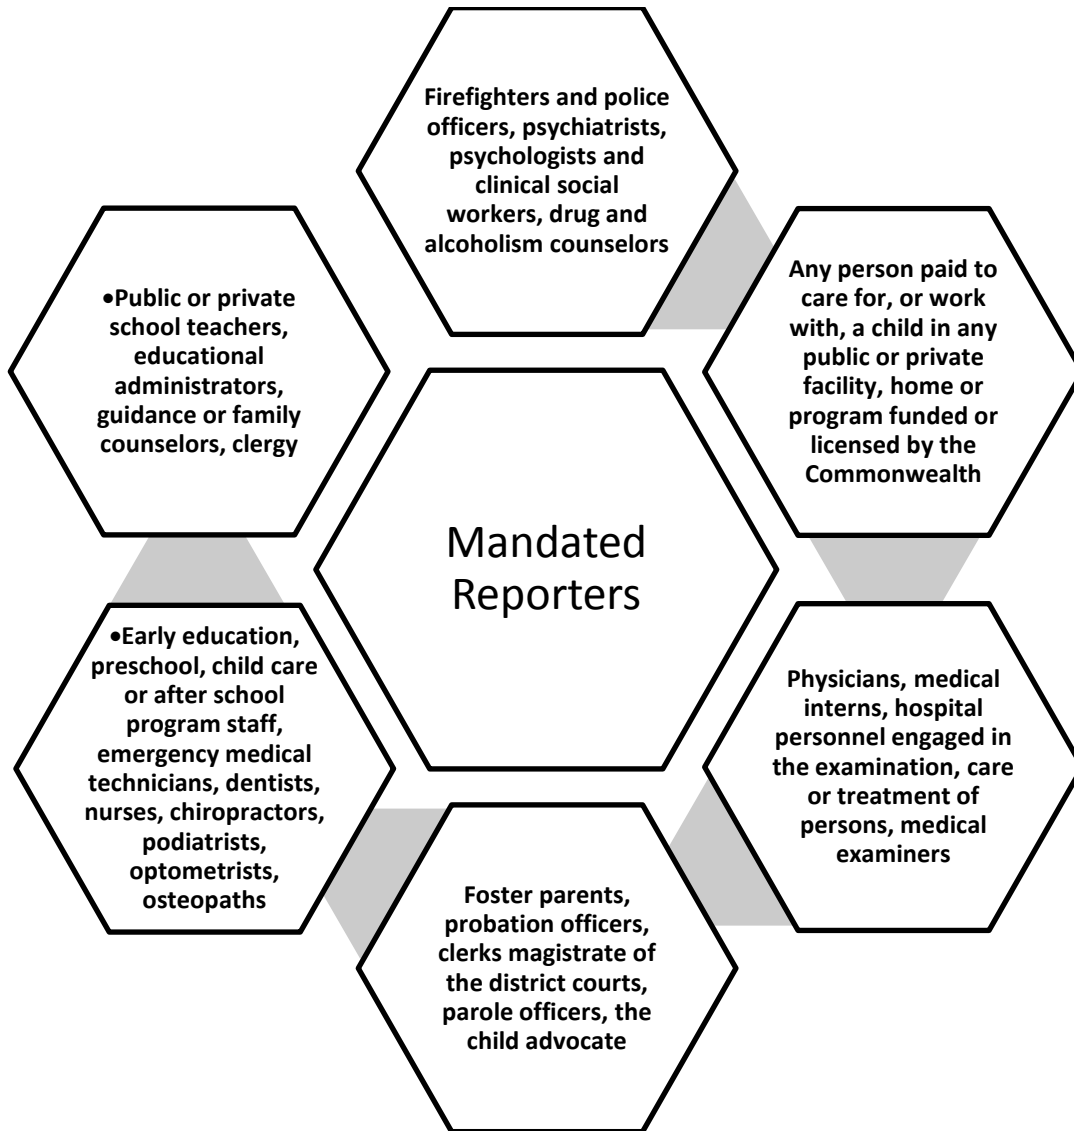 Firefighters and police
officers, psychiatrists,
psychologists and
clinical social
workers, drug and
alcoholism counselors
Any person paid to
care for, or work
with, a child in any
public or private
facility, home or
program funded or
licensed by the
Commonwealth
Physicians, medical
interns, hospital
personnel engaged in
the examination, care
or treatment of
persons, medical
examiners
Foster parents,
probation officers,
clerks magistrate of
the district courts,
parole officers, the
child advocate
•Early education,
preschool, child care
or after school
program staff,
emergency medical
technicians, dentists,
nurses, chiropractors,
podiatrists,
optometrists,
osteopaths
•Public or private
school teachers,
educational
administrators,
guidance or family
counselors, clergy
Mandated
Reporters